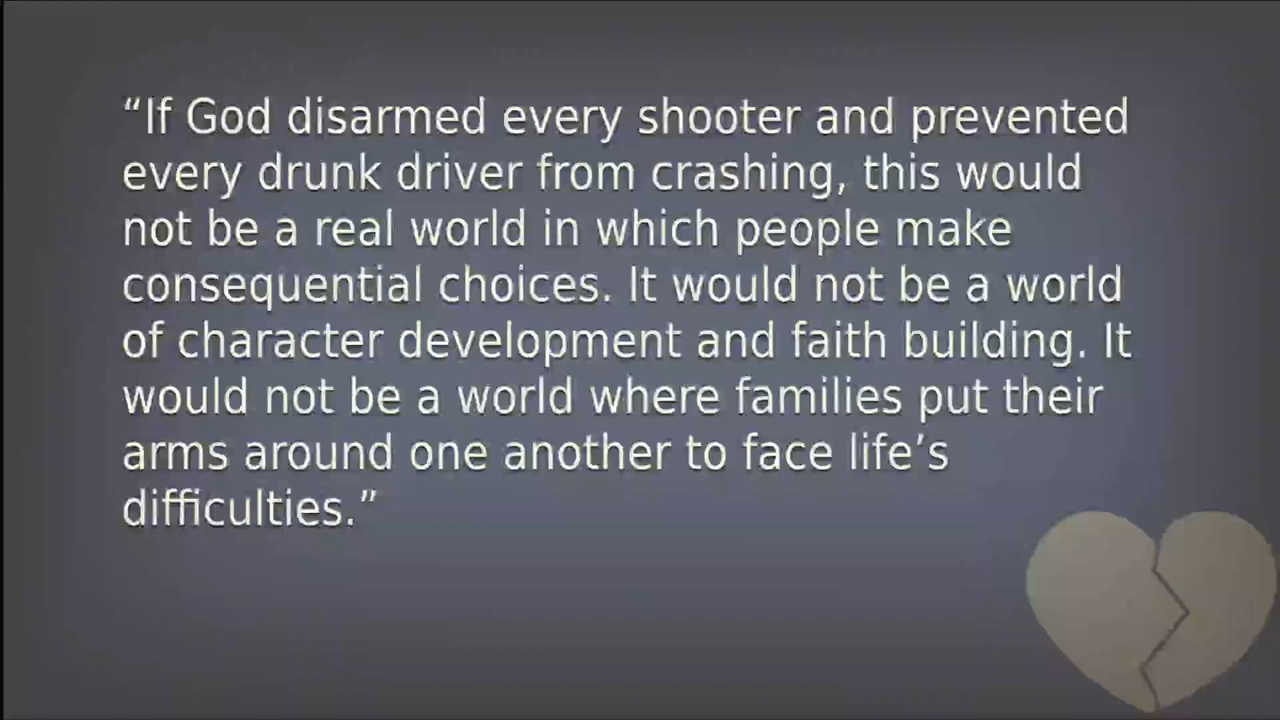 “If God disarmed every shooter and prevented
every drunk driver from crashing, this would
not be a real world in which people make
consequential choices. It would not be a world
of character development and faith building. It
would not be a world where families put their
arms around one another to face life’s
difficulties.”